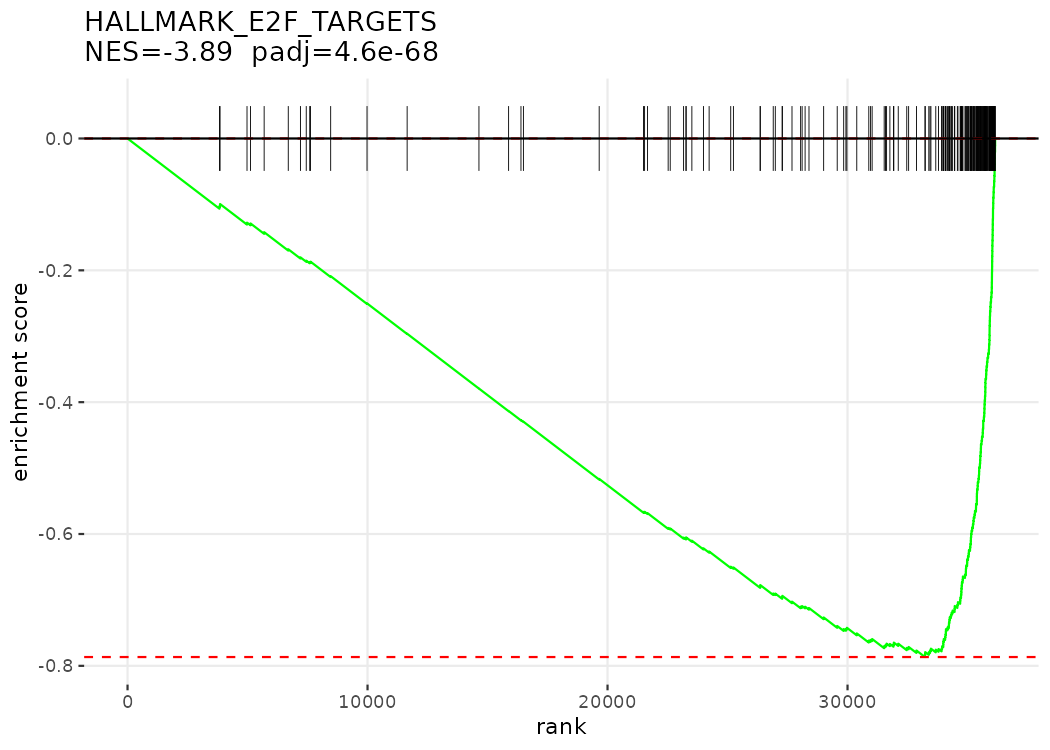 HALLMARK_E2F_TARGETS
NES=-3.89 padj=4.6e-68
enrichment score
0.0
-0.2
-0.4
-0.6
-0.8
0
10000
20000
30000
rank